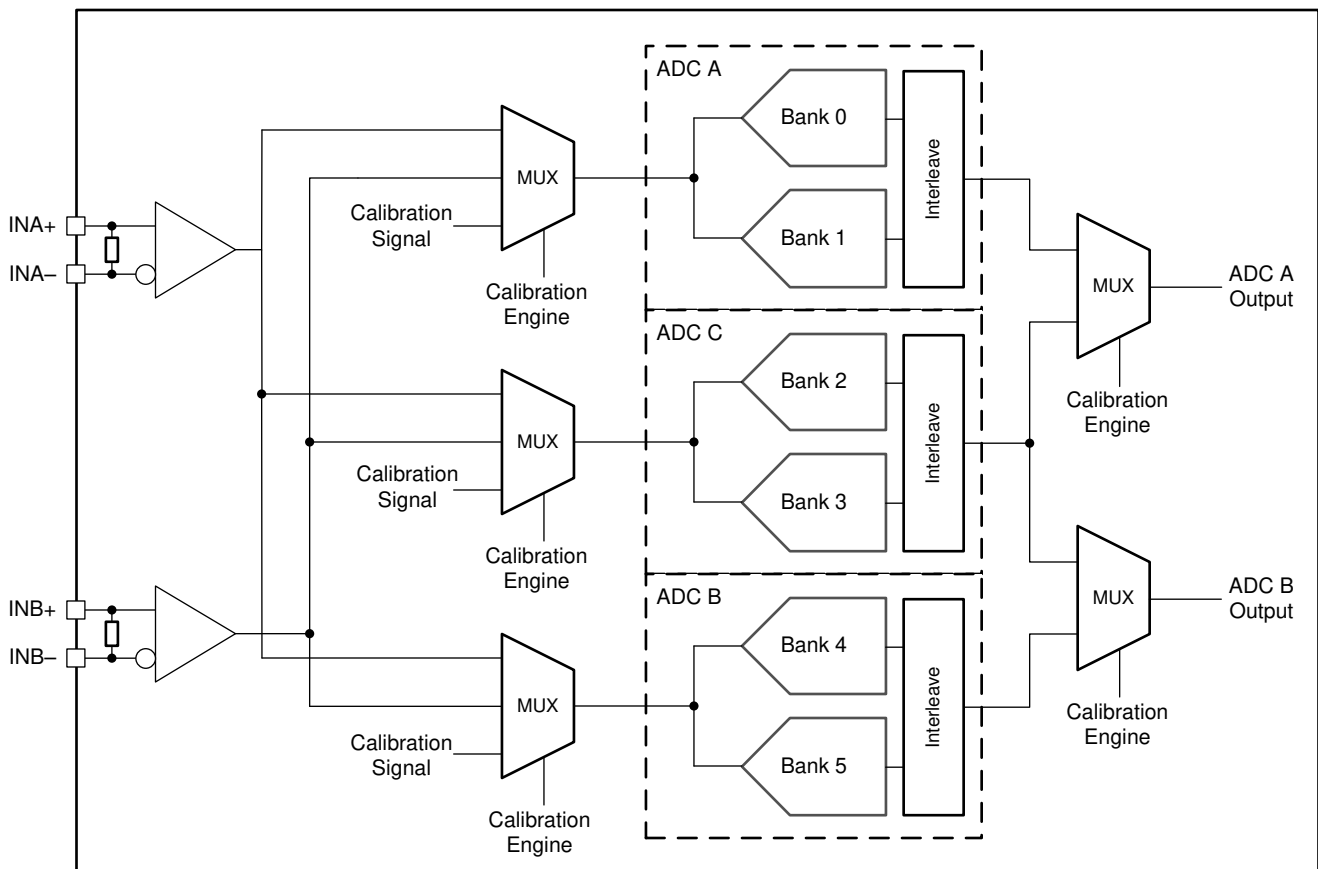 ADC A
Bank 0
MUX
Interleave
Calibration
Signal
INA+
Bank 1
INA–
MUX
ADC A
Output
Calibration
Engine
ADC C
Bank 2
Calibration
Engine
MUX
Interleave
Calibration
Signal
Bank 3
Calibration
Engine
ADC B
INB+
MUX
ADC B
Output
Bank 4
INB–
MUX
Interleave
Calibration
Engine
Calibration
Signal
Bank 5
Calibration
Engine